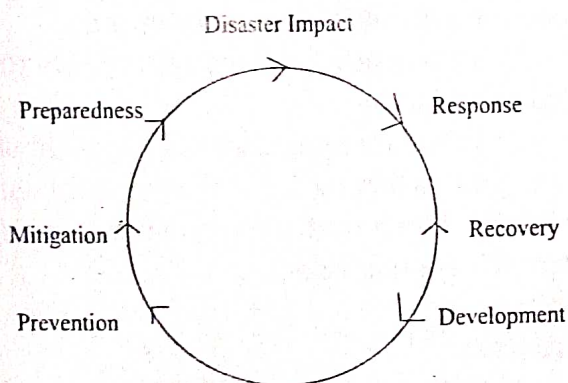 Disaster Impact
Preparedness
Response
Mitigation
Recovery
Prevention
Development